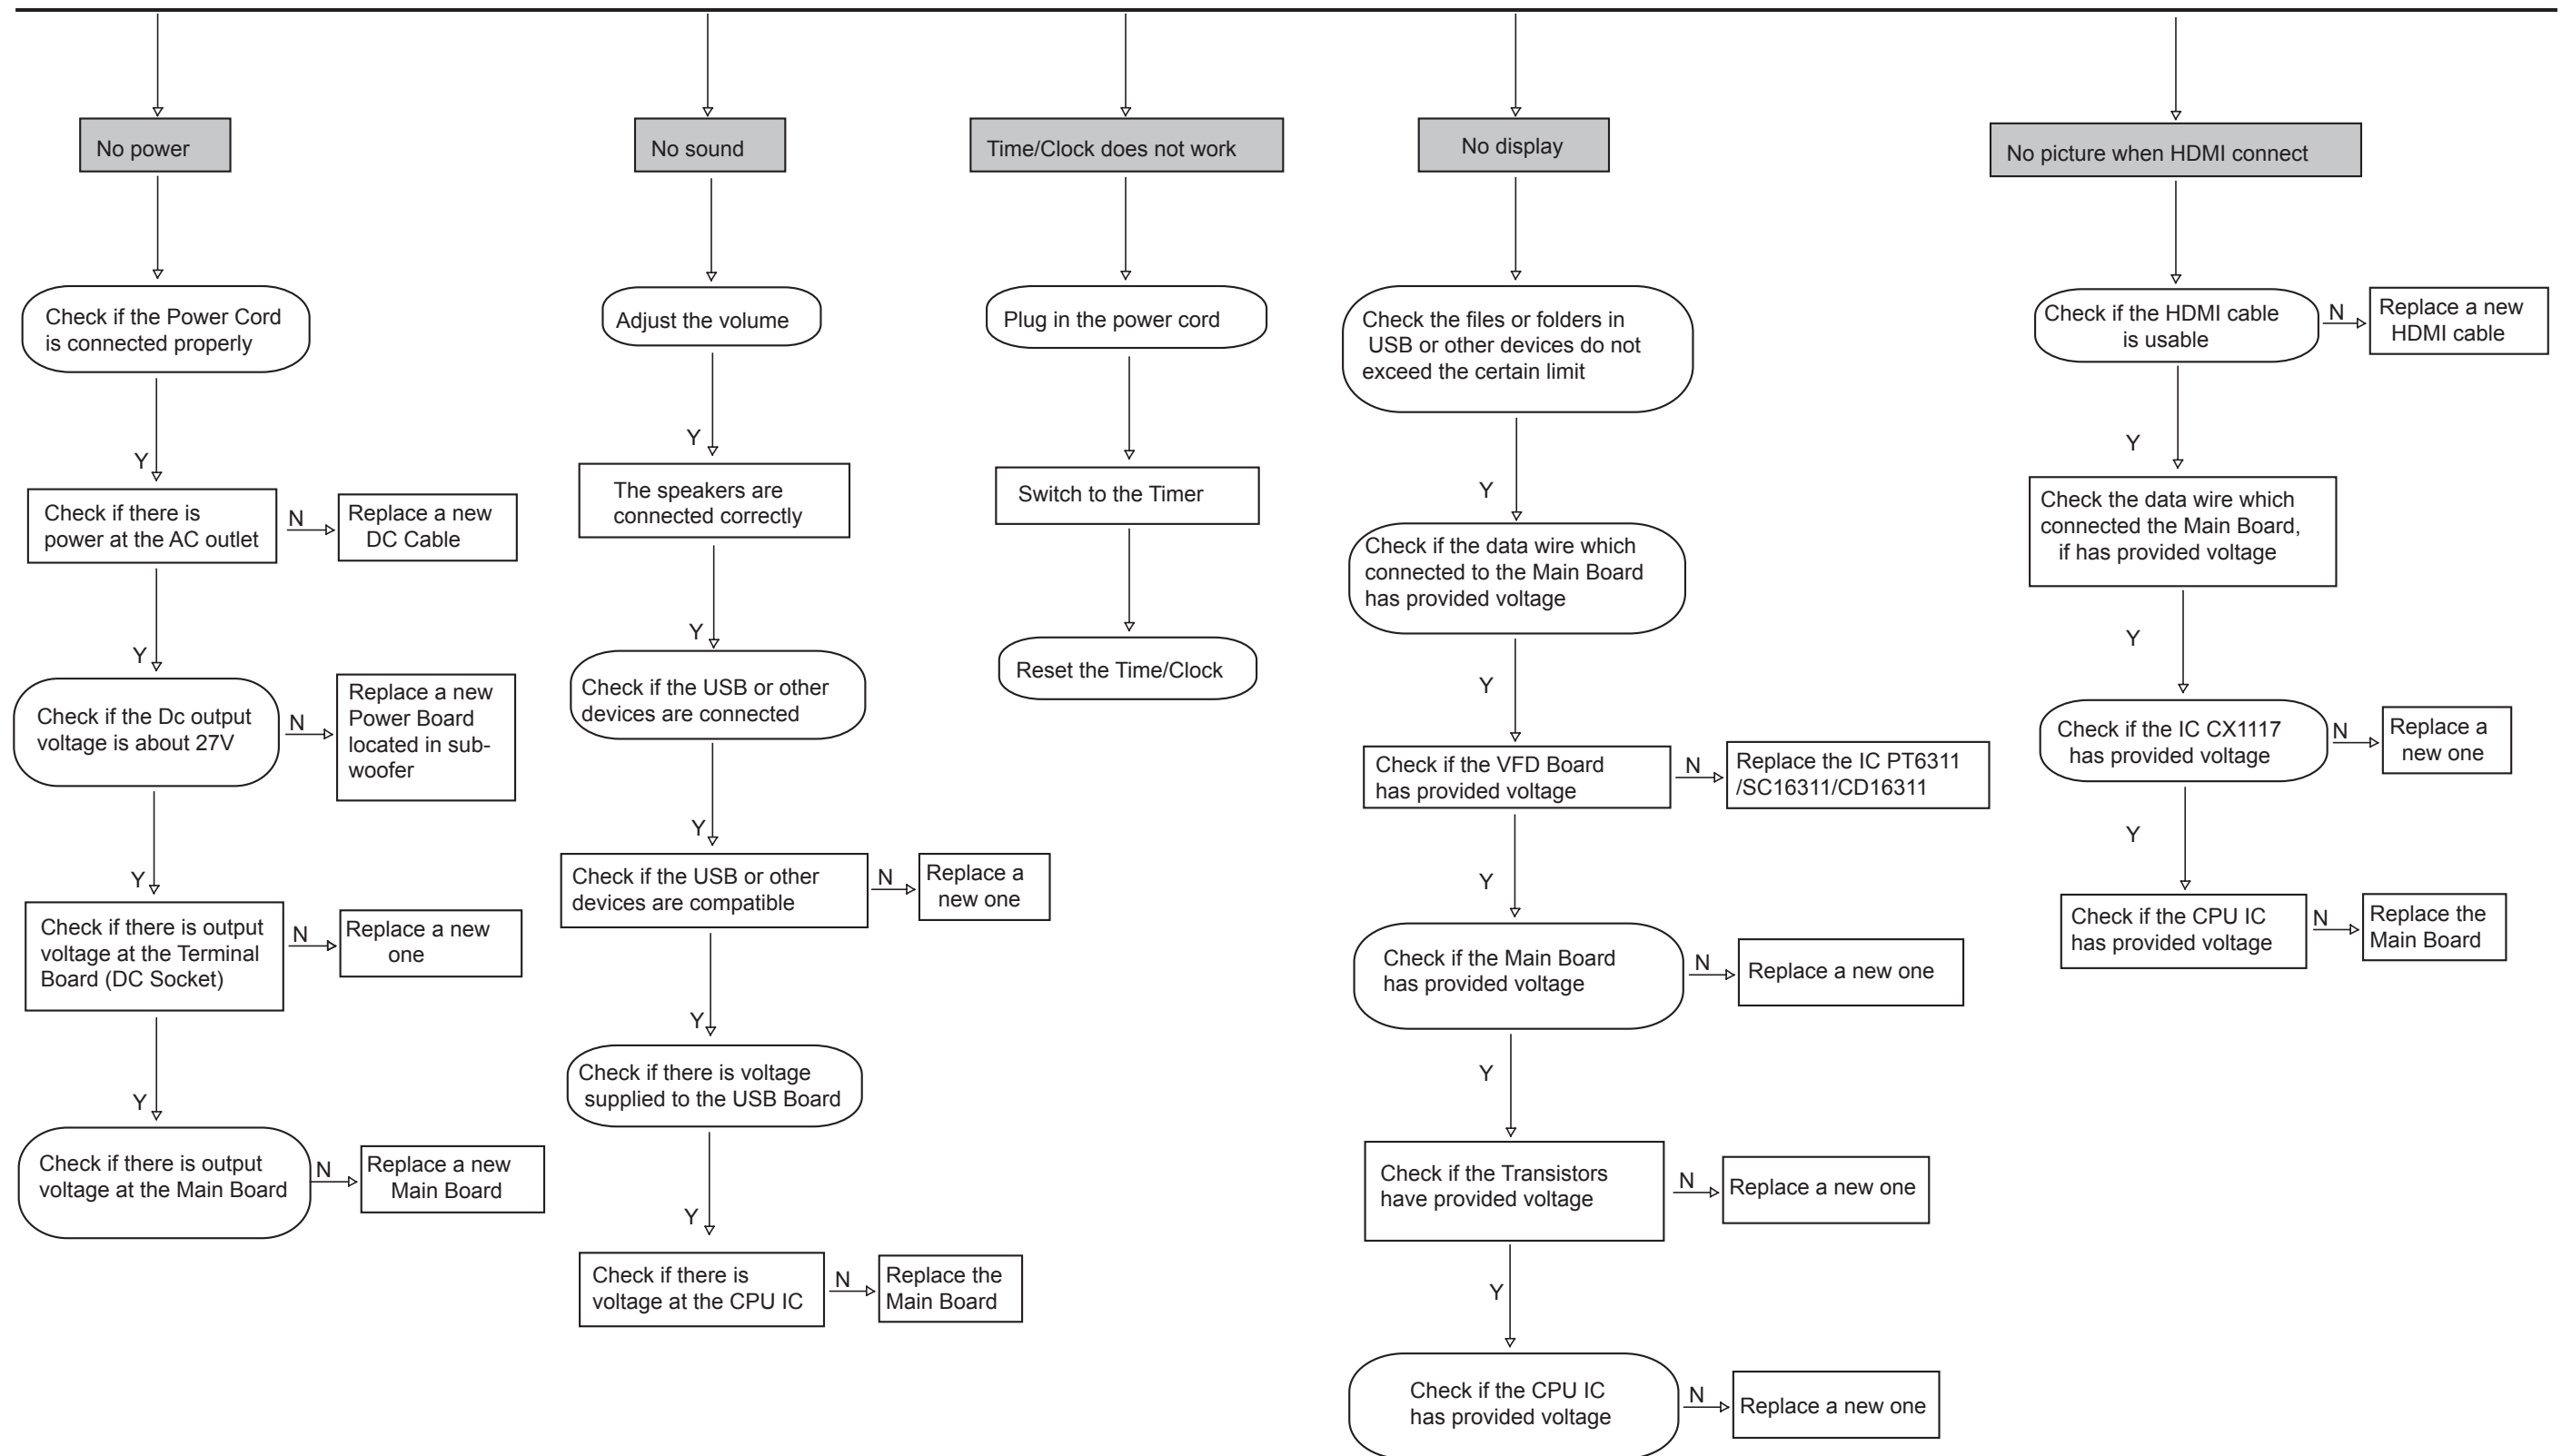 No power
Check if the Power Cord
is connected properly
Y
Check if there is
power at the AC outlet
N
Replace a new
DC Cable
Y
Check if the Dc output
voltage is about 27V
N
Replace a new
Power Board
located in sub-
woofer
Y
Check if there is output
voltage at the Terminal
Board (DC Socket)
N
Replace a new
one
Y
Check if there is output
voltage at the Main Board
N
Replace a new
Main Board
No sound
Adjust the volume
Y
The speakers are
connected correctly
Y
Check if the USB or other
devices are connected
Y
Check if the USB or other
devices are compatible
N
Replace a
new one
Y
Check if there is voltage
supplied to the USB Board
Y
Check if there is
voltage at the CPU IC
N
Replace the
Main Board
Time/Clock does not work
Plug in the power cord
Switch to the Timer
Reset the Time/Clock
No display
Check the files or folders in
USB or other devices do not
exceed the certain limit
Y
Check if the data wire which
connected to the Main Board
has provided voltage
Y
Check if the VFD Board
has provided voltage
N
Replace the IC PT6311
/SC16311/CD16311
Y
Check if the Main Board
has provided voltage
N
Replace a new one
Y
Check if the Transistors
have provided voltage
N
Replace a new one
Y
Check if the CPU IC
has provided voltage
N
Replace a new one
No picture when HDMI connect
Check if the HDMI cable
is usable
N
Replace a new
HDMI cable
Y
Check the data wire which
connected the Main Board,
if has provided voltage
Y
Check if the IC CX1117
has provided voltage
N
Replace a
new one
Y
Check if the CPU IC
has provided voltage
N
Replace the
Main Board